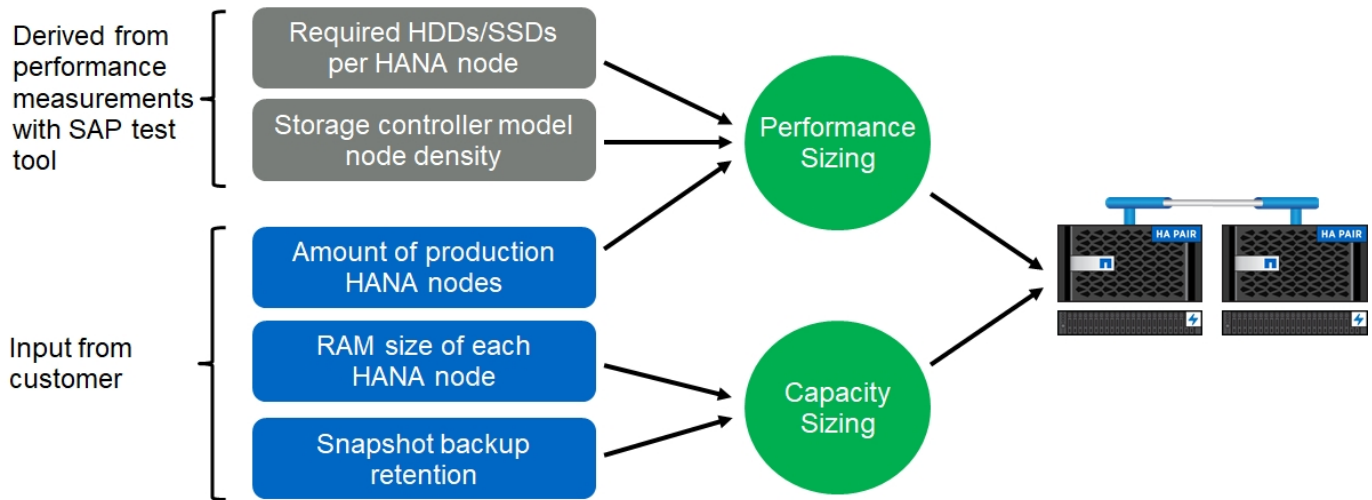 Derived from
performance
measurements
with SAP test
tool
Required HDDs/SSDs
per HANA node
Storage controller model
node density
Performance
Sizing
Input from
customer
Amount of production
HANA nodes
RAM size of each
HANA node
Snapshot backup
retention
Capacity
Sizing
HA PAIR
HA PAIR